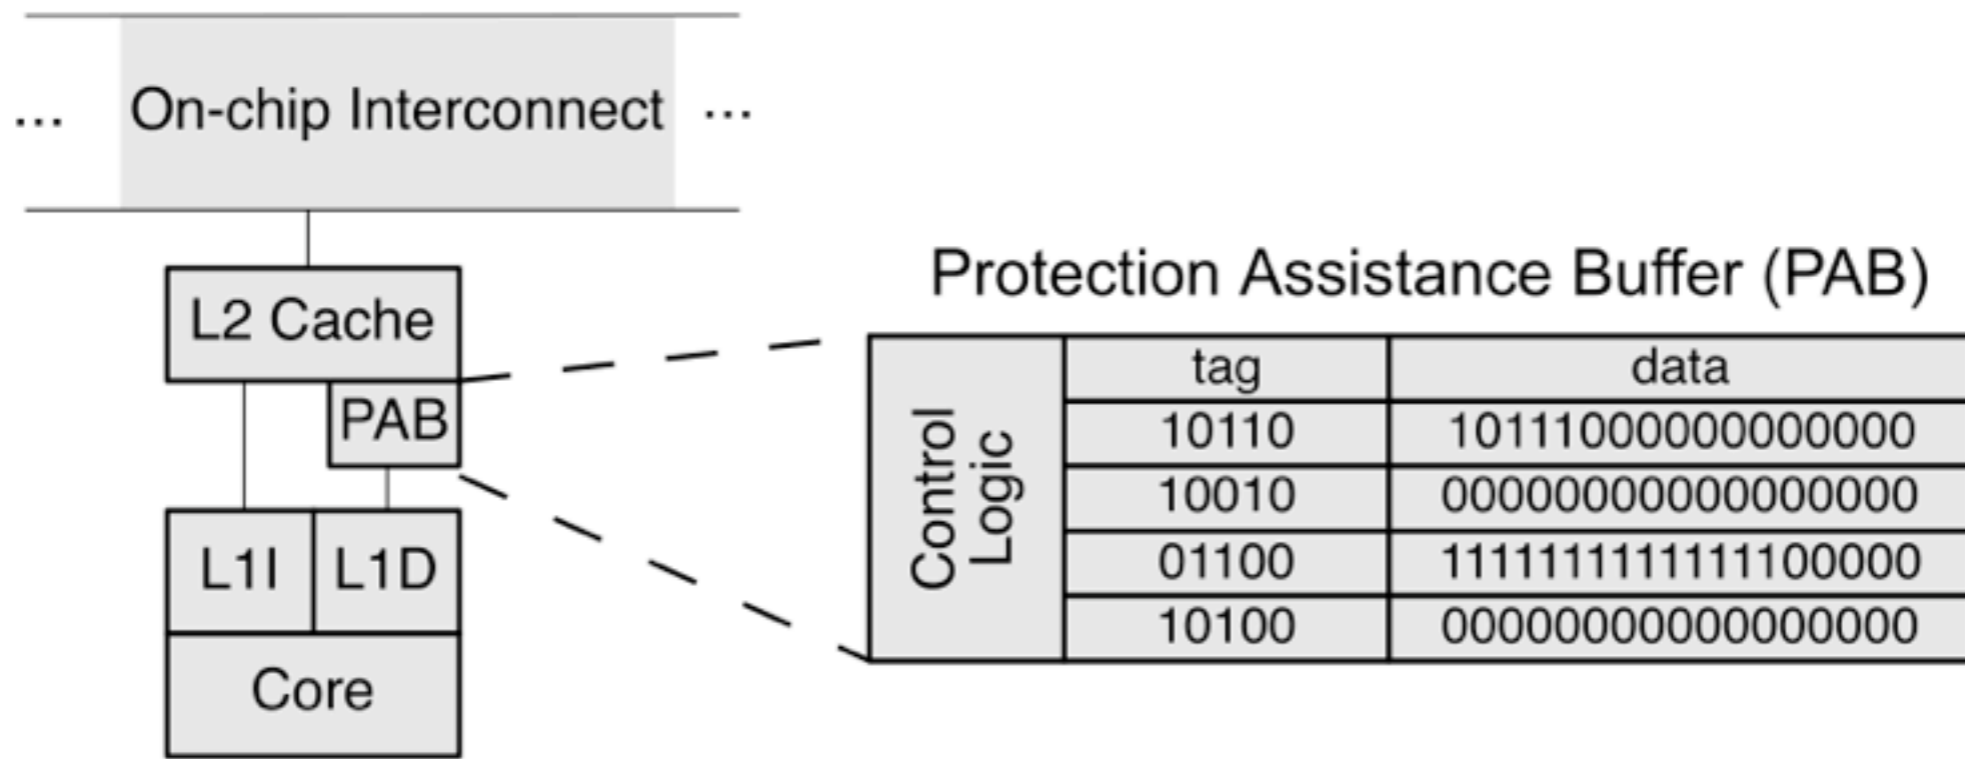 ... On-chip Interconnect ...
L2 Cache
PAB
L1I L1D
Core
Protection Assistance Buffer (PAB)
Control Logic
tag data
10110 10111000000000000
10010 00000000000000000
01100 1111111111111100000
10100 00000000000000000